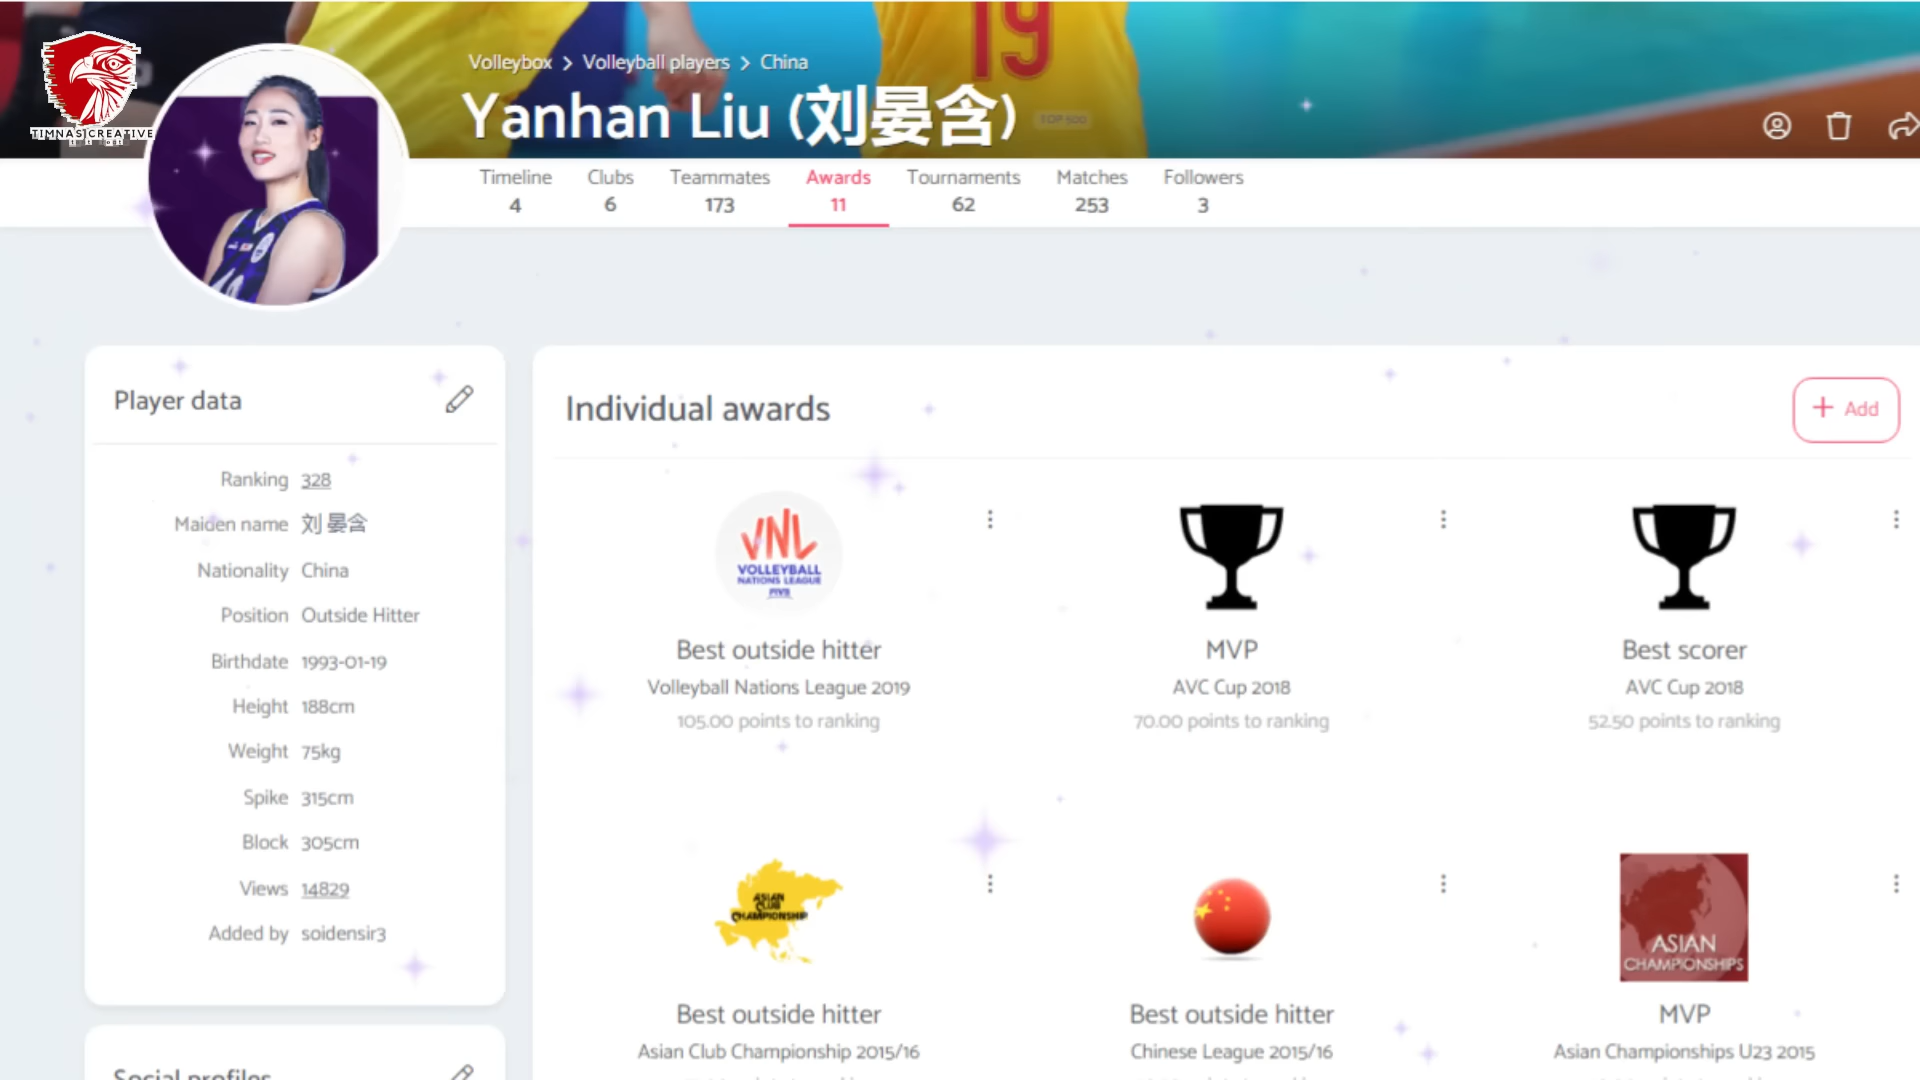 TIMNAS CREATIVE
19
Volleybox > Volleyball players > China
Yanhan Liu (刘晏含) TOP 500
Timeline Clubs Teammates Awards Tournaments Matches Followers
4 6 173 11 62 253 3
Player data
Ranking 328
Maiden name 刘 晏含
Nationality China
Position Outside Hitter
Birthdate 1993-01-19
Height 188cm
Weight 75kg
Spike 315cm
Block 305cm
Views 14829
Added by soidensir3
Social profiles
Individual awards
+ Add
VNL
VOLLEYBALL
NATIONS LEAGUE
FIVB
Best outside hitter
Volleyball Nations League 2019
105.00 points to ranking
MVP
AVC Cup 2018
70.00 points to ranking
Best scorer
AVC Cup 2018
52.50 points to ranking
ASIAN
CLUB
CHAMPIONSHIP
Best outside hitter
Asian Club Championship 2015/16
Best outside hitter
Chinese League 2015/16
ASIAN
CHAMPIONSHIPS
MVP
Asian Championships U23 2015